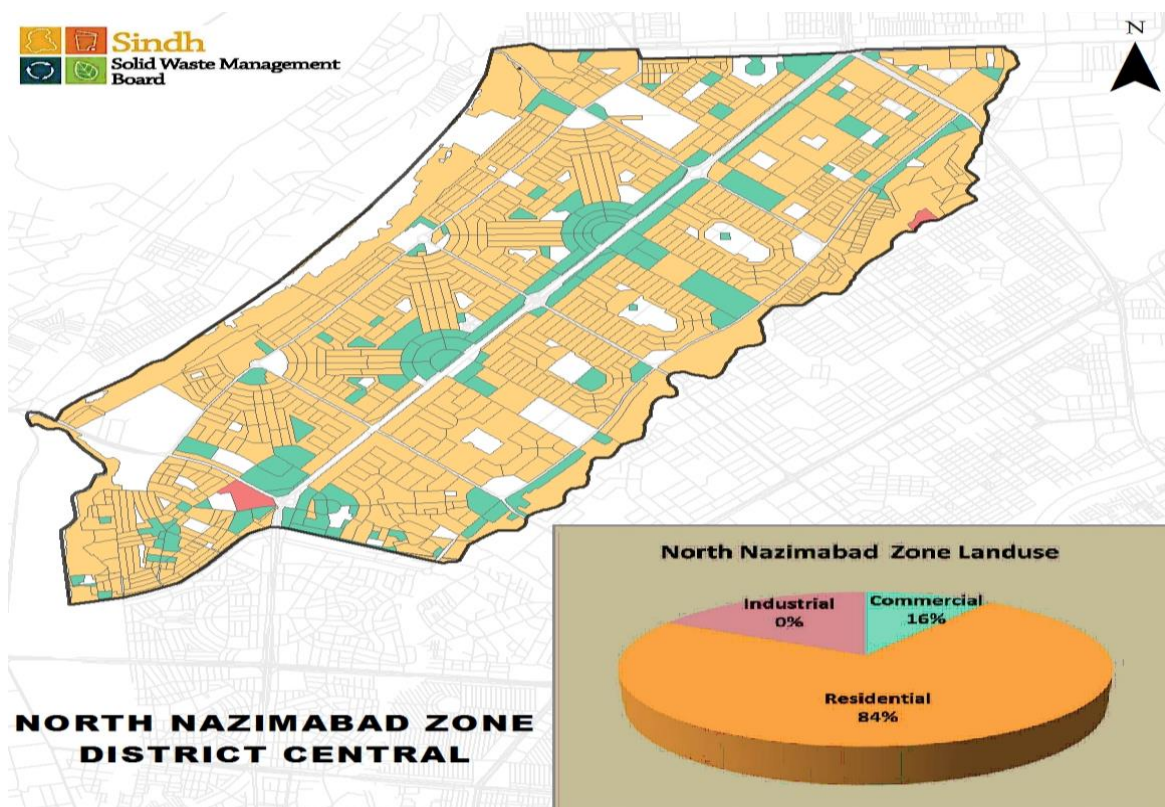 Sindh
Solid Waste Management
Board
N
North Nazimabad Zone Landuse
Industrial
0%
Commercial
16%
Residential
84%
NORTH NAZIMABAD ZONE
DISTRICT CENTRAL